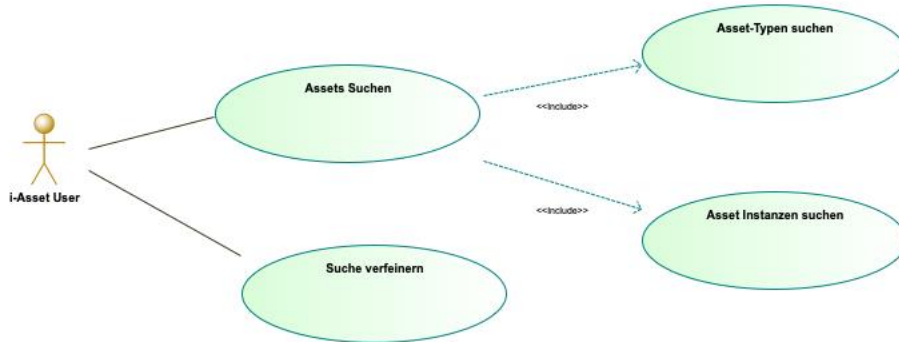 Asset-Typen suchen
Assets Suchen
<<Include>>
i-Asset User
<<Include>>
Asset Instanzen suchen
Suche verfeinern